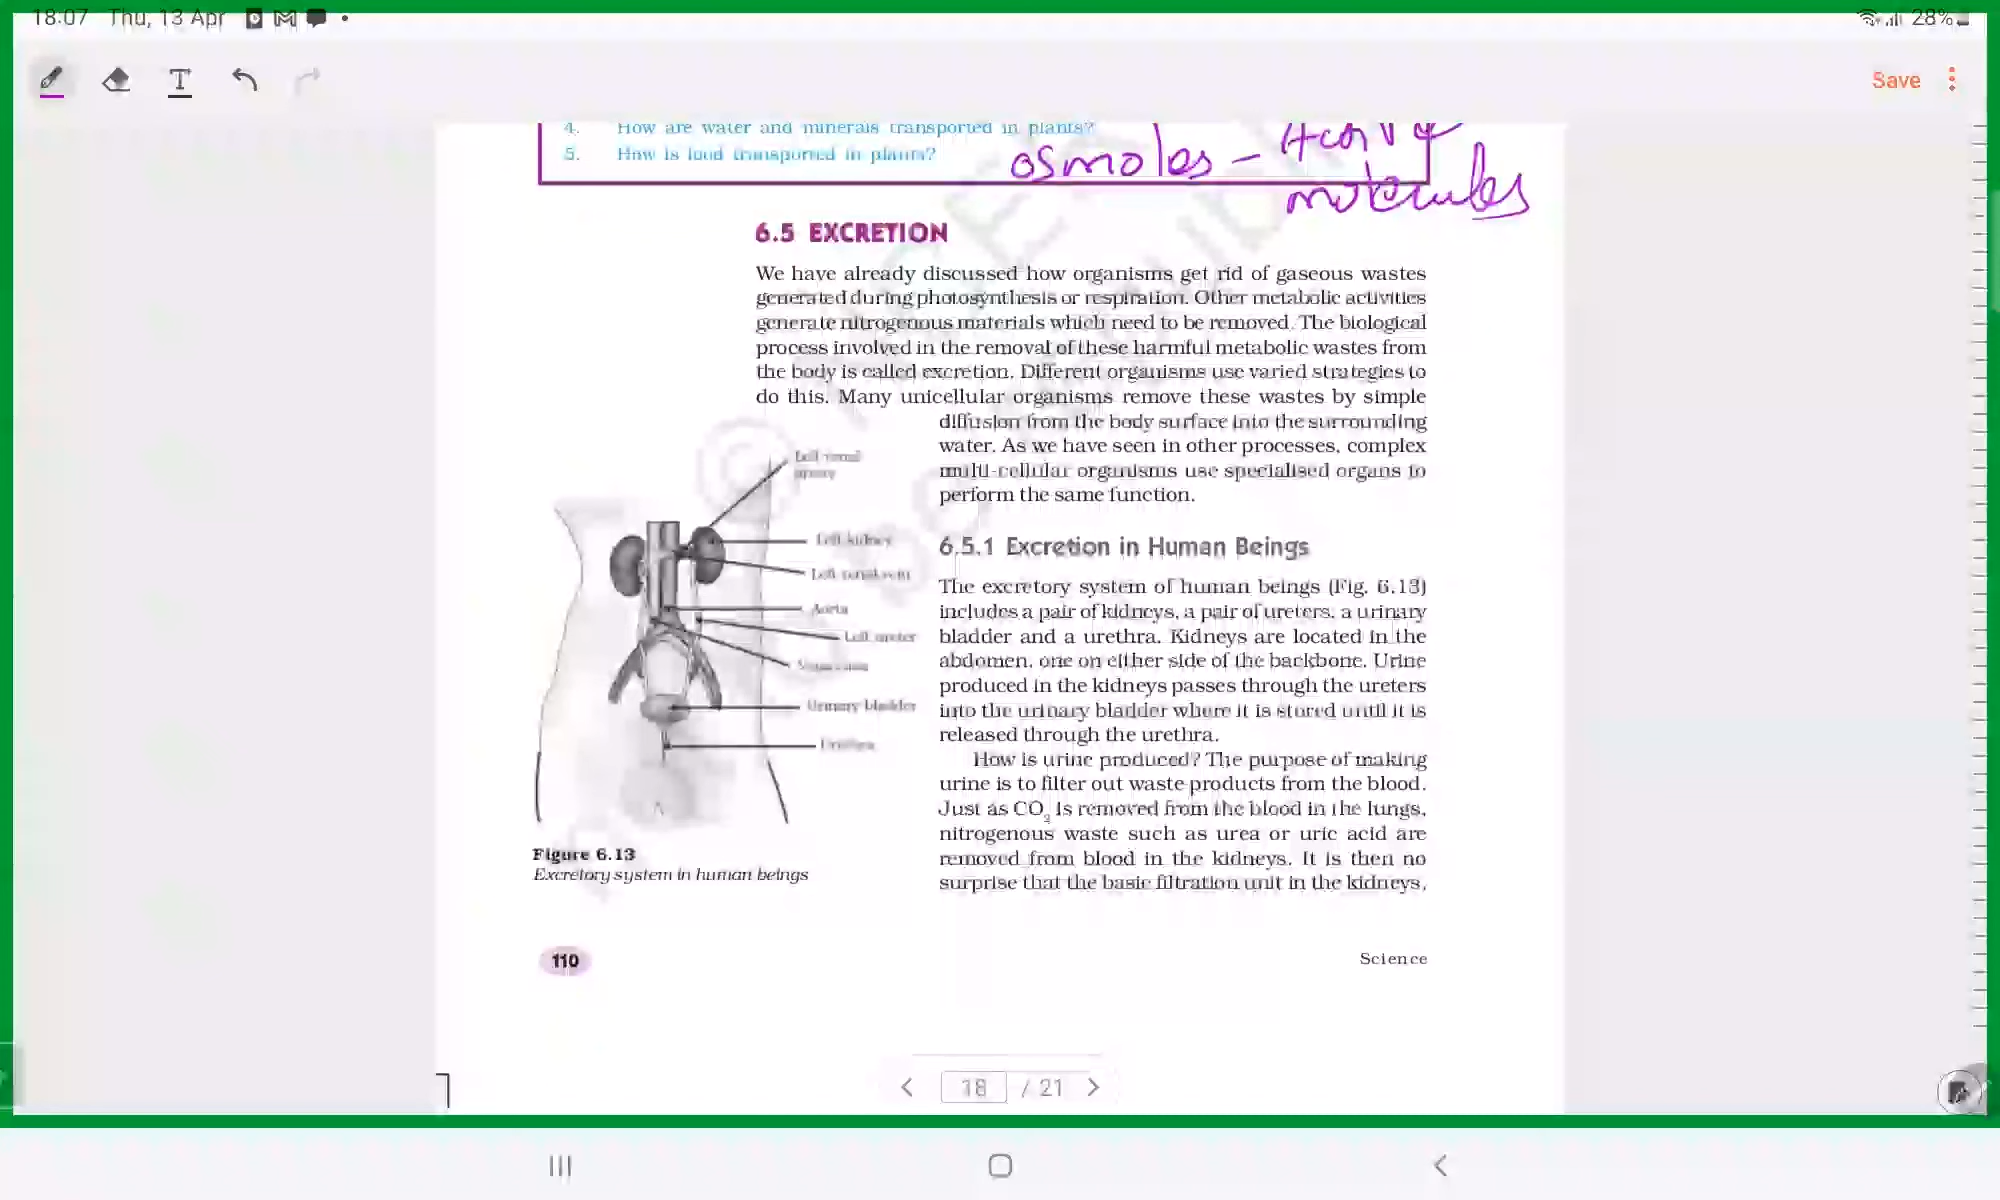 18:07 Thu, 13 Apr
28%
Save
4. How are water and minerals transported in plants?
5. How is food transported in plants?
osmoles -
molecules
6.5 EXCRETION
We have already discussed how organisms get rid of gaseous wastes
generated during photosynthesis or respiration. Other metabolic activities
generate nitrogenous materials which need to be removed. The biological
process involved in the removal of these harmful metabolic wastes from
the body is called excretion. Different organisms use varied strategies to
do this. Many unicellular organisms remove these wastes by simple
diffusion from the body surface into the surrounding
water. As we have seen in other processes, complex
multi-cellular organisms use specialised organs to
perform the same function.
Left renal
artery
Left kidney
Left renal vein
Aorta
Left ureter
Vena cava
Urinary bladder
Urethra
Figure 6.13
Excretory system in human beings
6.5.1 Excretion in Human Beings
The excretory system of human beings (Fig. 6.13)
includes a pair of kidneys, a pair of ureters, a urinary
bladder and a urethra. Kidneys are located in the
abdomen, one on either side of the backbone. Urine
produced in the kidneys passes through the ureters
into the urinary bladder where it is stored until it is
released through the urethra.
How is urine produced? The purpose of making
urine is to filter out waste products from the blood.
Just as CO₂ is removed from the blood in the lungs,
nitrogenous waste such as urea or uric acid are
removed from blood in the kidneys. It is then no
surprise that the basic filtration unit in the kidneys,
110
Science
18 / 21